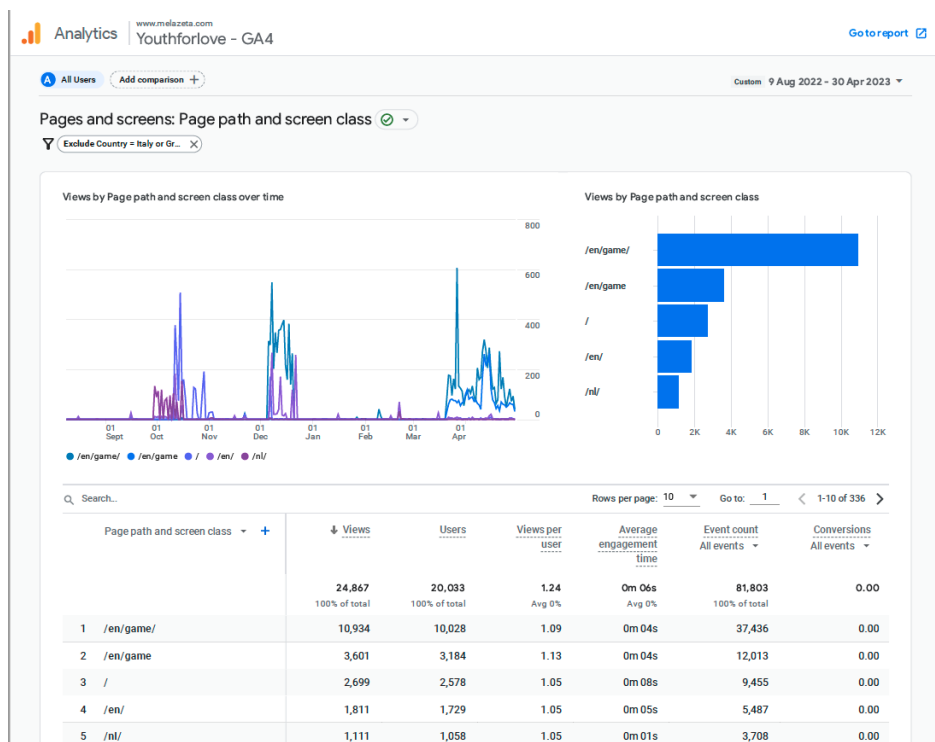 www.melazeta.com
Analytics
Youthforlove - GA4
Go to report
A All Users
Add comparison +
Custom 9 Aug 2022 - 30 Apr 2023
Pages and screens: Page path and screen class
Exclude Country = Italy or Gr...
Views by Page path and screen class over time
800
600
400
200
0
01 Sept
01 Oct
01 Nov
01 Dec
01 Jan
01 Feb
01 Mar
01 Apr
/en/game/ /en/game / /en/ /nl/
Views by Page path and screen class
/en/game/
/en/game
/
/en/
/nl/
0 2K 4K 6K 8K 10K 12K
Search...
Rows per page: 10 Go to: 1 1-10 of 336
Page path and screen class +
Views Users Views per user Average engagement time Event count All events Conversions All events
24,867 20,033 1.24 0m 06s 81,803 0.00
100% of total 100% of total Avg 0% Avg 0% 100% of total
1 /en/game/ 10,934 10,028 1.09 0m 04s 37,436 0.00
2 /en/game 3,601 3,184 1.13 0m 04s 12,013 0.00
3 / 2,699 2,578 1.05 0m 08s 9,455 0.00
4 /en/ 1,811 1,729 1.05 0m 05s 5,487 0.00
5 /nl/ 1,111 1,058 1.05 0m 01s 3,708 0.00